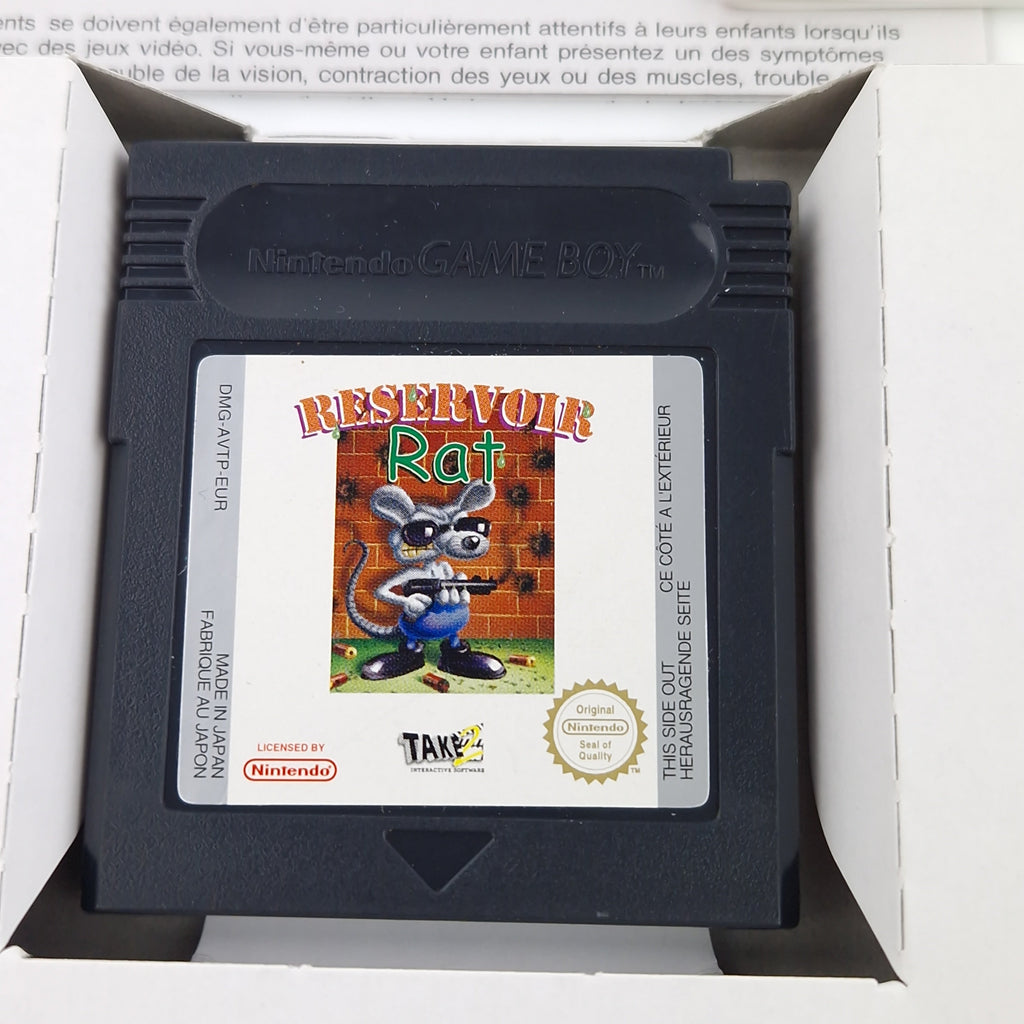 ents se doivent également d'être particulièrement attentifs à leurs enfants lorsqu'ils
vec des jeux vidéo. Si vous-même ou votre enfant présentez un des symptômes
ouble de la vision, contraction des yeux ou des muscles, trouble
Nintendo GAME BOY TM
RESERVOIR
Rat
DMG-AVTP-EUR
MADE IN JAPAN
FABRIQUE AU JAPON
CE CÔTÉ A L'EXTÉRIEUR
THIS SIDE OUT
HERAUSRAGENDE SEITE
LICENSED BY
Nintendo®
TAKE 2
INTERACTIVE SOFTWARE
Original
Nintendo
Seal of
Quality
TM